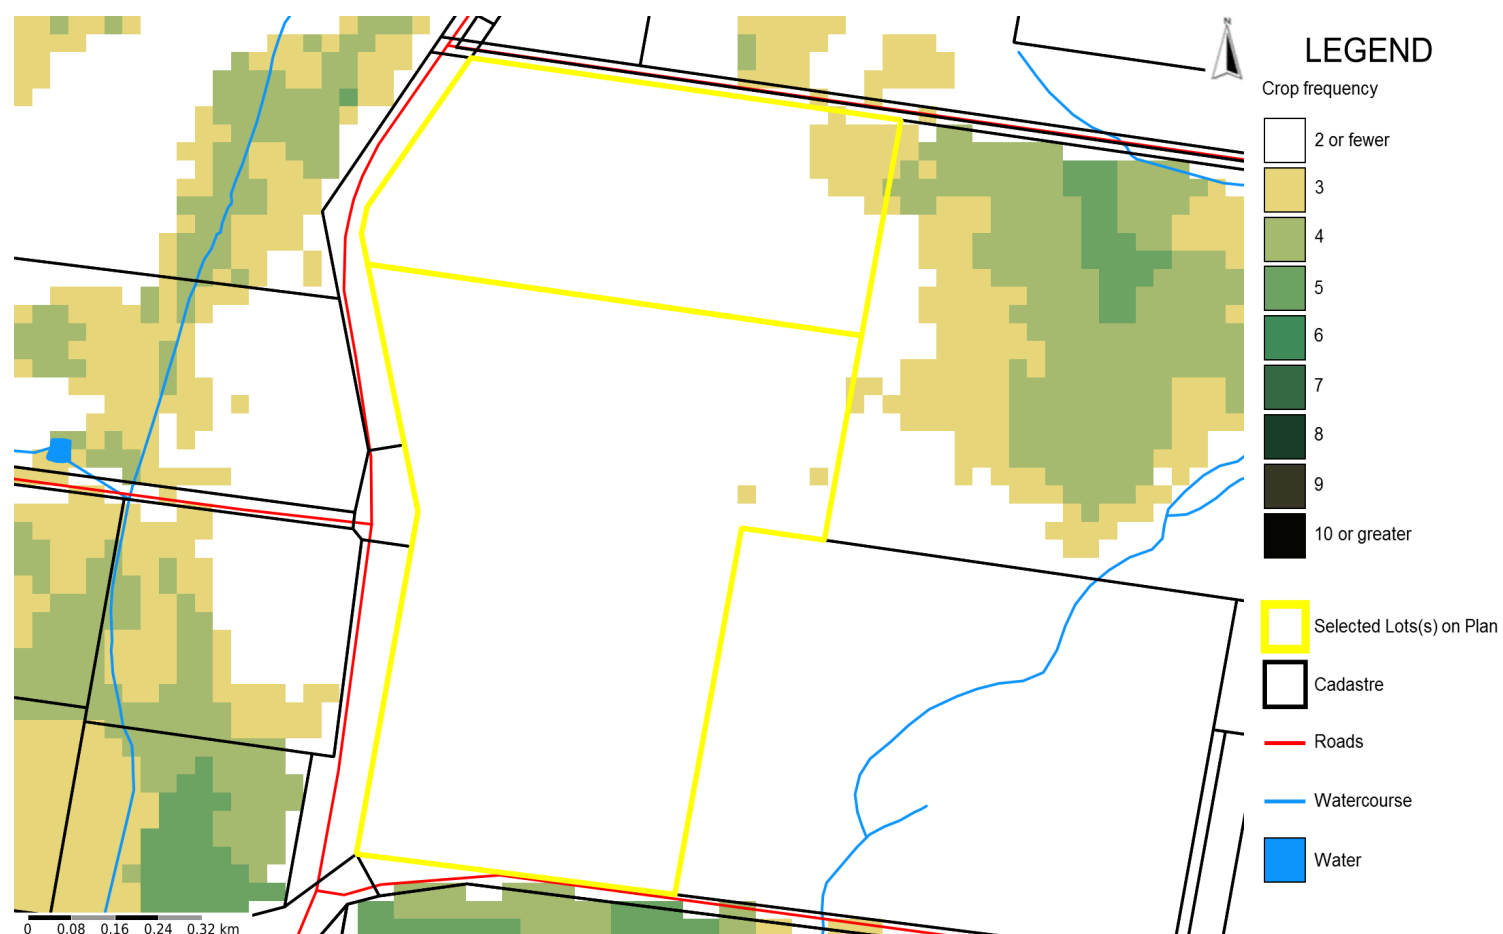 N
LEGEND
Crop frequency
2 or fewer
3
4
5
6
7
8
9
10 or greater
Selected Lots(s) on Plan
Cadastre
Roads
Watercourse
Water
0 0.08 0.16 0.24 0.32 km